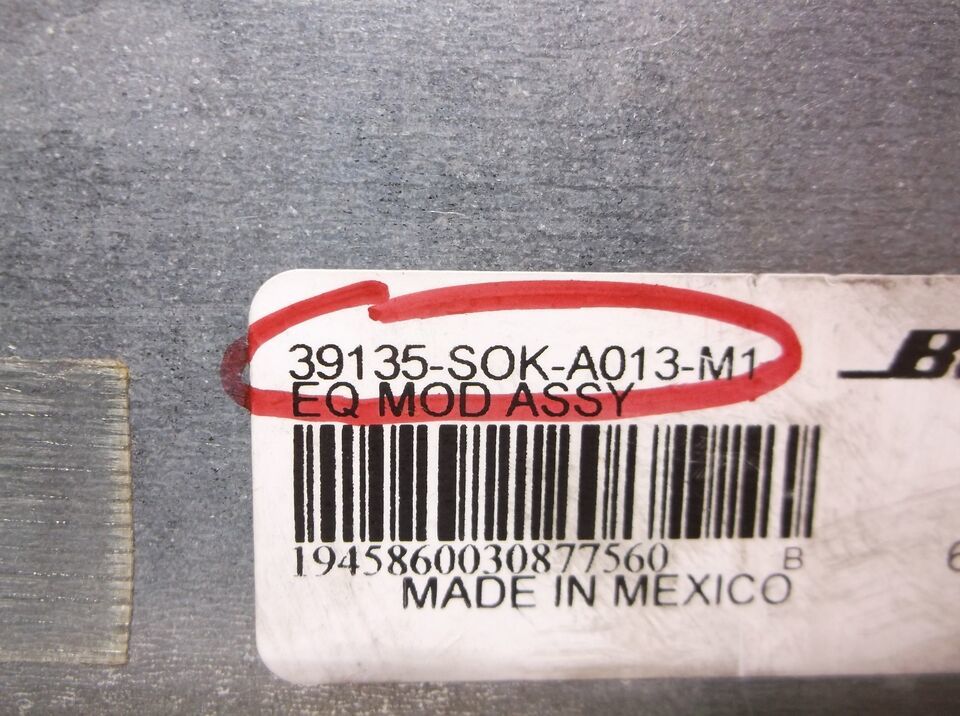 39135-SOK-A013-M1
EQ MOD ASSY
1945860030877560 B
MADE IN MEXICO